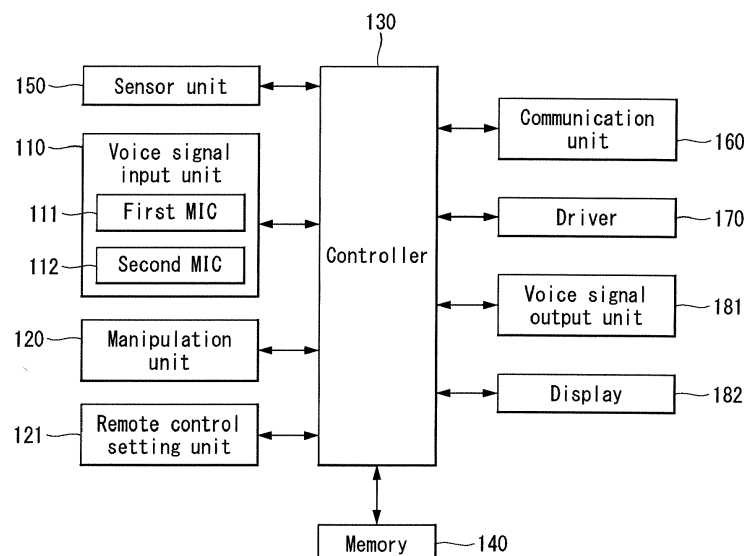 130
150
Sensor unit
110
Voice signal
input unit
111
First MIC
112
Second MIC
120
Manipulation
unit
121
Remote control
setting unit
Controller
Communication
unit
160
Driver
170
Voice signal
output unit
181
Display
182
Memory
140